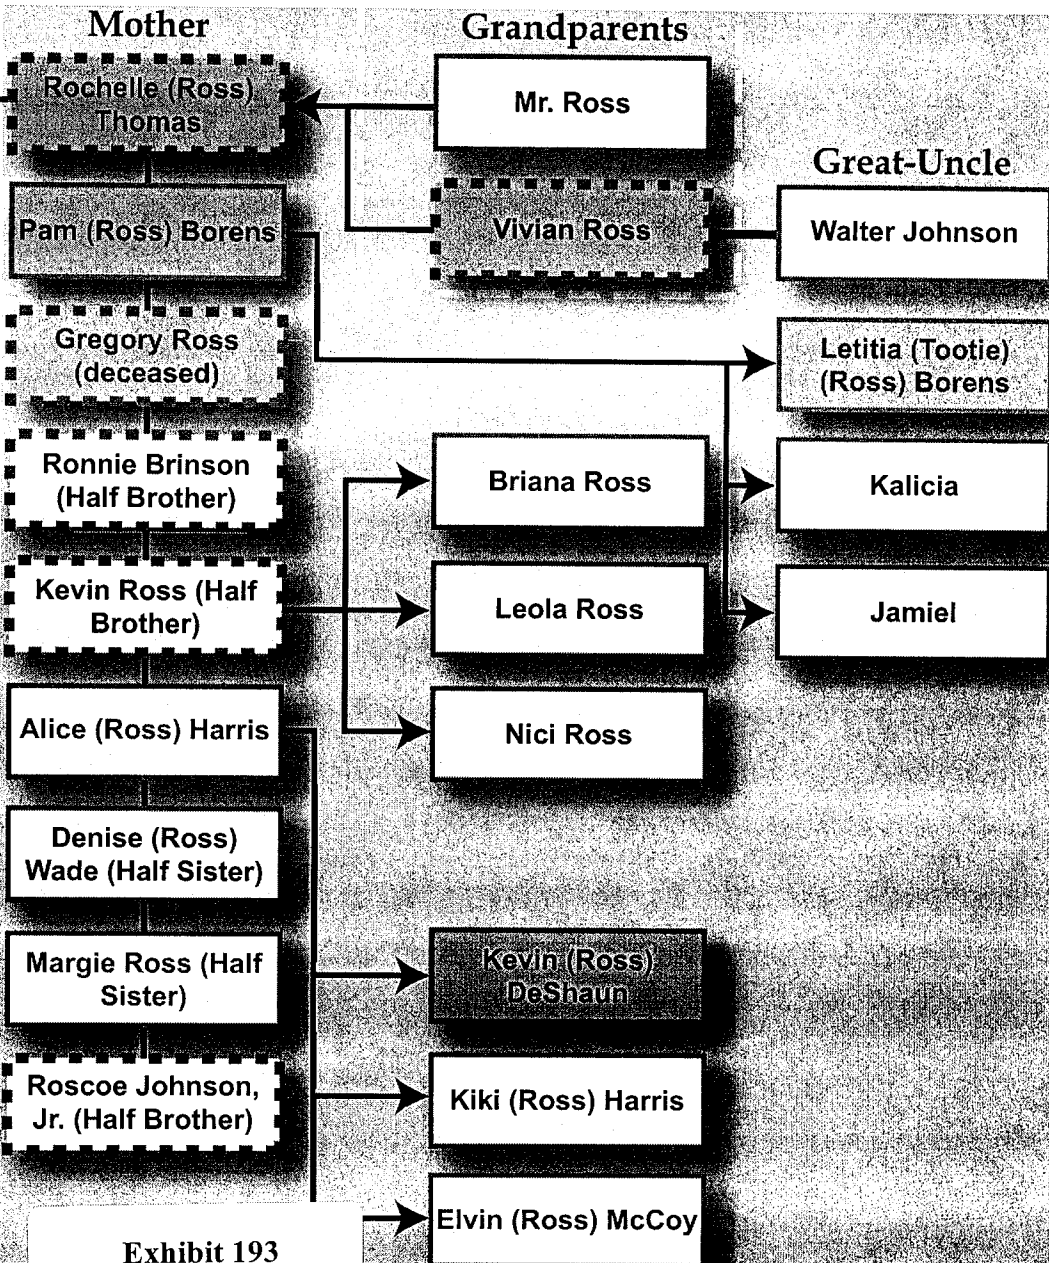 Mother
Rochelle (Ross)
Thomas
Pam (Ross) Borens
Gregory Ross
(deceased)
Ronnie Brinson
(Half Brother)
Kevin Ross (Half
Brother)
Alice (Ross) Harris
Denise (Ross)
Wade (Half Sister)
Margie Ross (Half
Sister)
Roscoe Johnson,
Jr. (Half Brother)
Grandparents
Mr. Ross
Vivian Ross
Briana Ross
Leola Ross
Nici Ross
Kevin (Ross)
DeShaun
Kiki (Ross) Harris
Elvin (Ross) McCoy
Great-Uncle
Walter Johnson
Letitia (Tootie)
(Ross) Borens
Kalicia
Jamiel
Exhibit 193